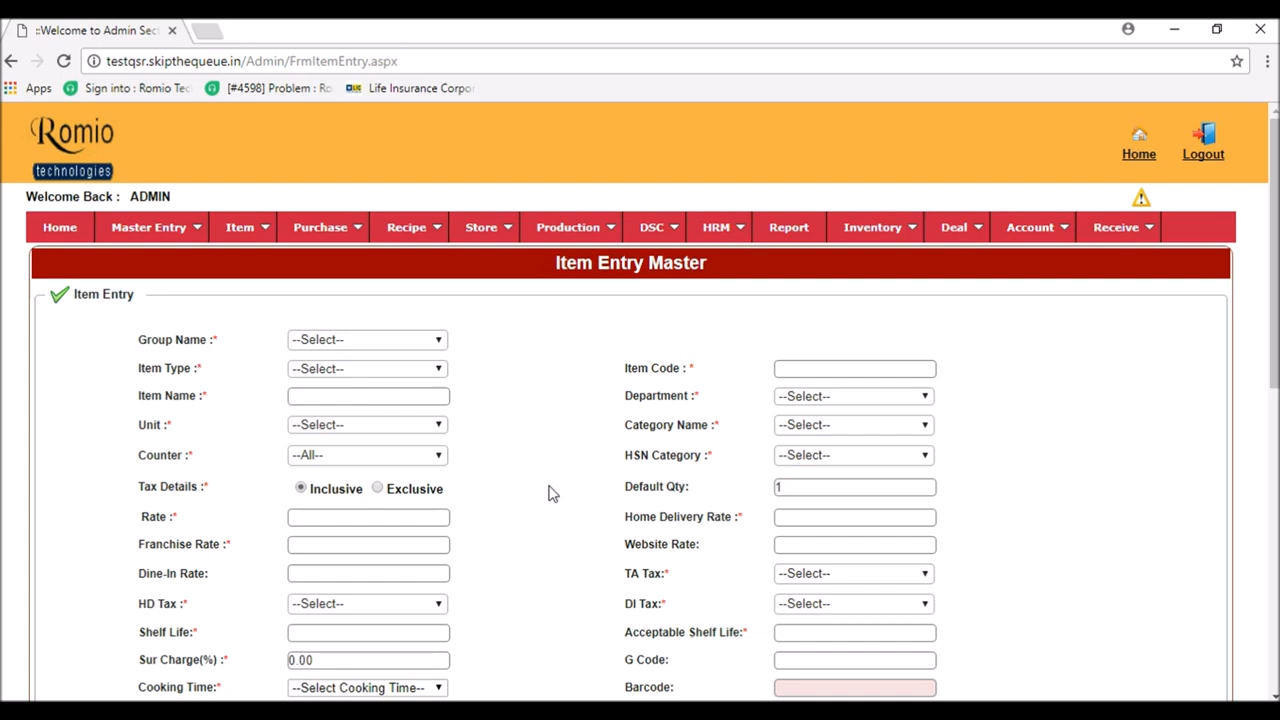 ::Welcome to Admin Sec
testqsr.skipthequeue.in/Admin/FrmItemEntry.aspx
Apps Sign into : Romio Tec [#4598] Problem : Ro Life Insurance Corpor
Romio
technologies
Home Logout
Welcome Back : ADMIN
Home Master Entry Item Purchase Recipe Store Production DSC HRM Report Inventory Deal Account Receive
Item Entry Master
Item Entry
Group Name :* --Select--
Item Type :* --Select-- Item Code : *
Item Name :* Department :* --Select--
Unit :* --Select-- Category Name :* --Select--
Counter :* --All-- HSN Category :* --Select--
Tax Details :* Inclusive Exclusive Default Qty: 1
Rate :* Home Delivery Rate :*
Franchise Rate :* Website Rate:
Dine-In Rate: TA Tax:* --Select--
HD Tax :* --Select-- DI Tax:* --Select--
Shelf Life:* Acceptable Shelf Life:*
Sur Charge(%) :* 0.00 G Code:
Cooking Time:* --Select Cooking Time-- Barcode: